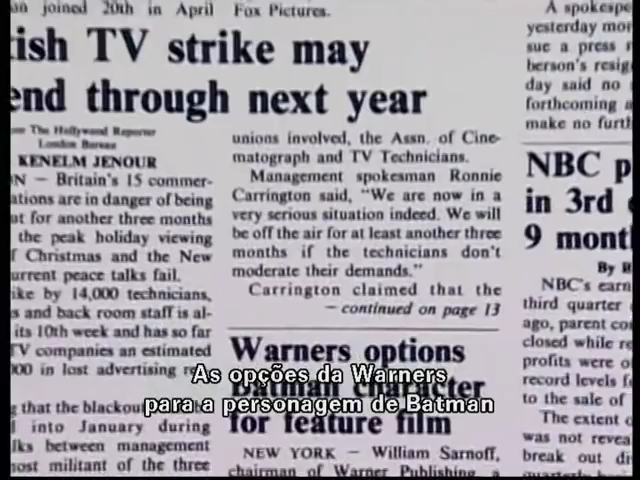 joined 20th in April
Fox Pictures.
ish TV strike may
end through next year
The Hollywood Reporter
London Bureau
KENELM JENOUR
N – Britain's 15 commer-
ations are in danger of being
ut for another three months
the peak holiday viewing
f Christmas and the New
urrent peace talks fail.
ike by 14,000 technicians,
s and back room staff is al-
its 10th week and has so far
TV companies an estimated
000 in lost advertising
g that the blackou
into January during
lks between management
most militant of the three
unions involved, the Assn. of Cine-
matograph and TV Technicians.
Management spokesman Ronnie
Carrington said, "We are now in a
very serious situation indeed. We will
be off the air for at least another three
months if the technicians don't
moderate their demands."
Carrington claimed that the
– continued on page 13
Warners options
Batman character
for feature film
NEW YORK – William Sarnoff,
chairman of Warner Publishing, a
A spokespe
yesterday mor
sue a press r
berson's resig
day said no
forthcoming a
make no furth
NBC p
in 3rd
9 mont
By
NBC's earn
third quarter
ago, parent co
closed while re
profits were o
record levels f
to the sale of
The extent o
was not revea
break out di
As opções da Warners
para a personagem de Batman